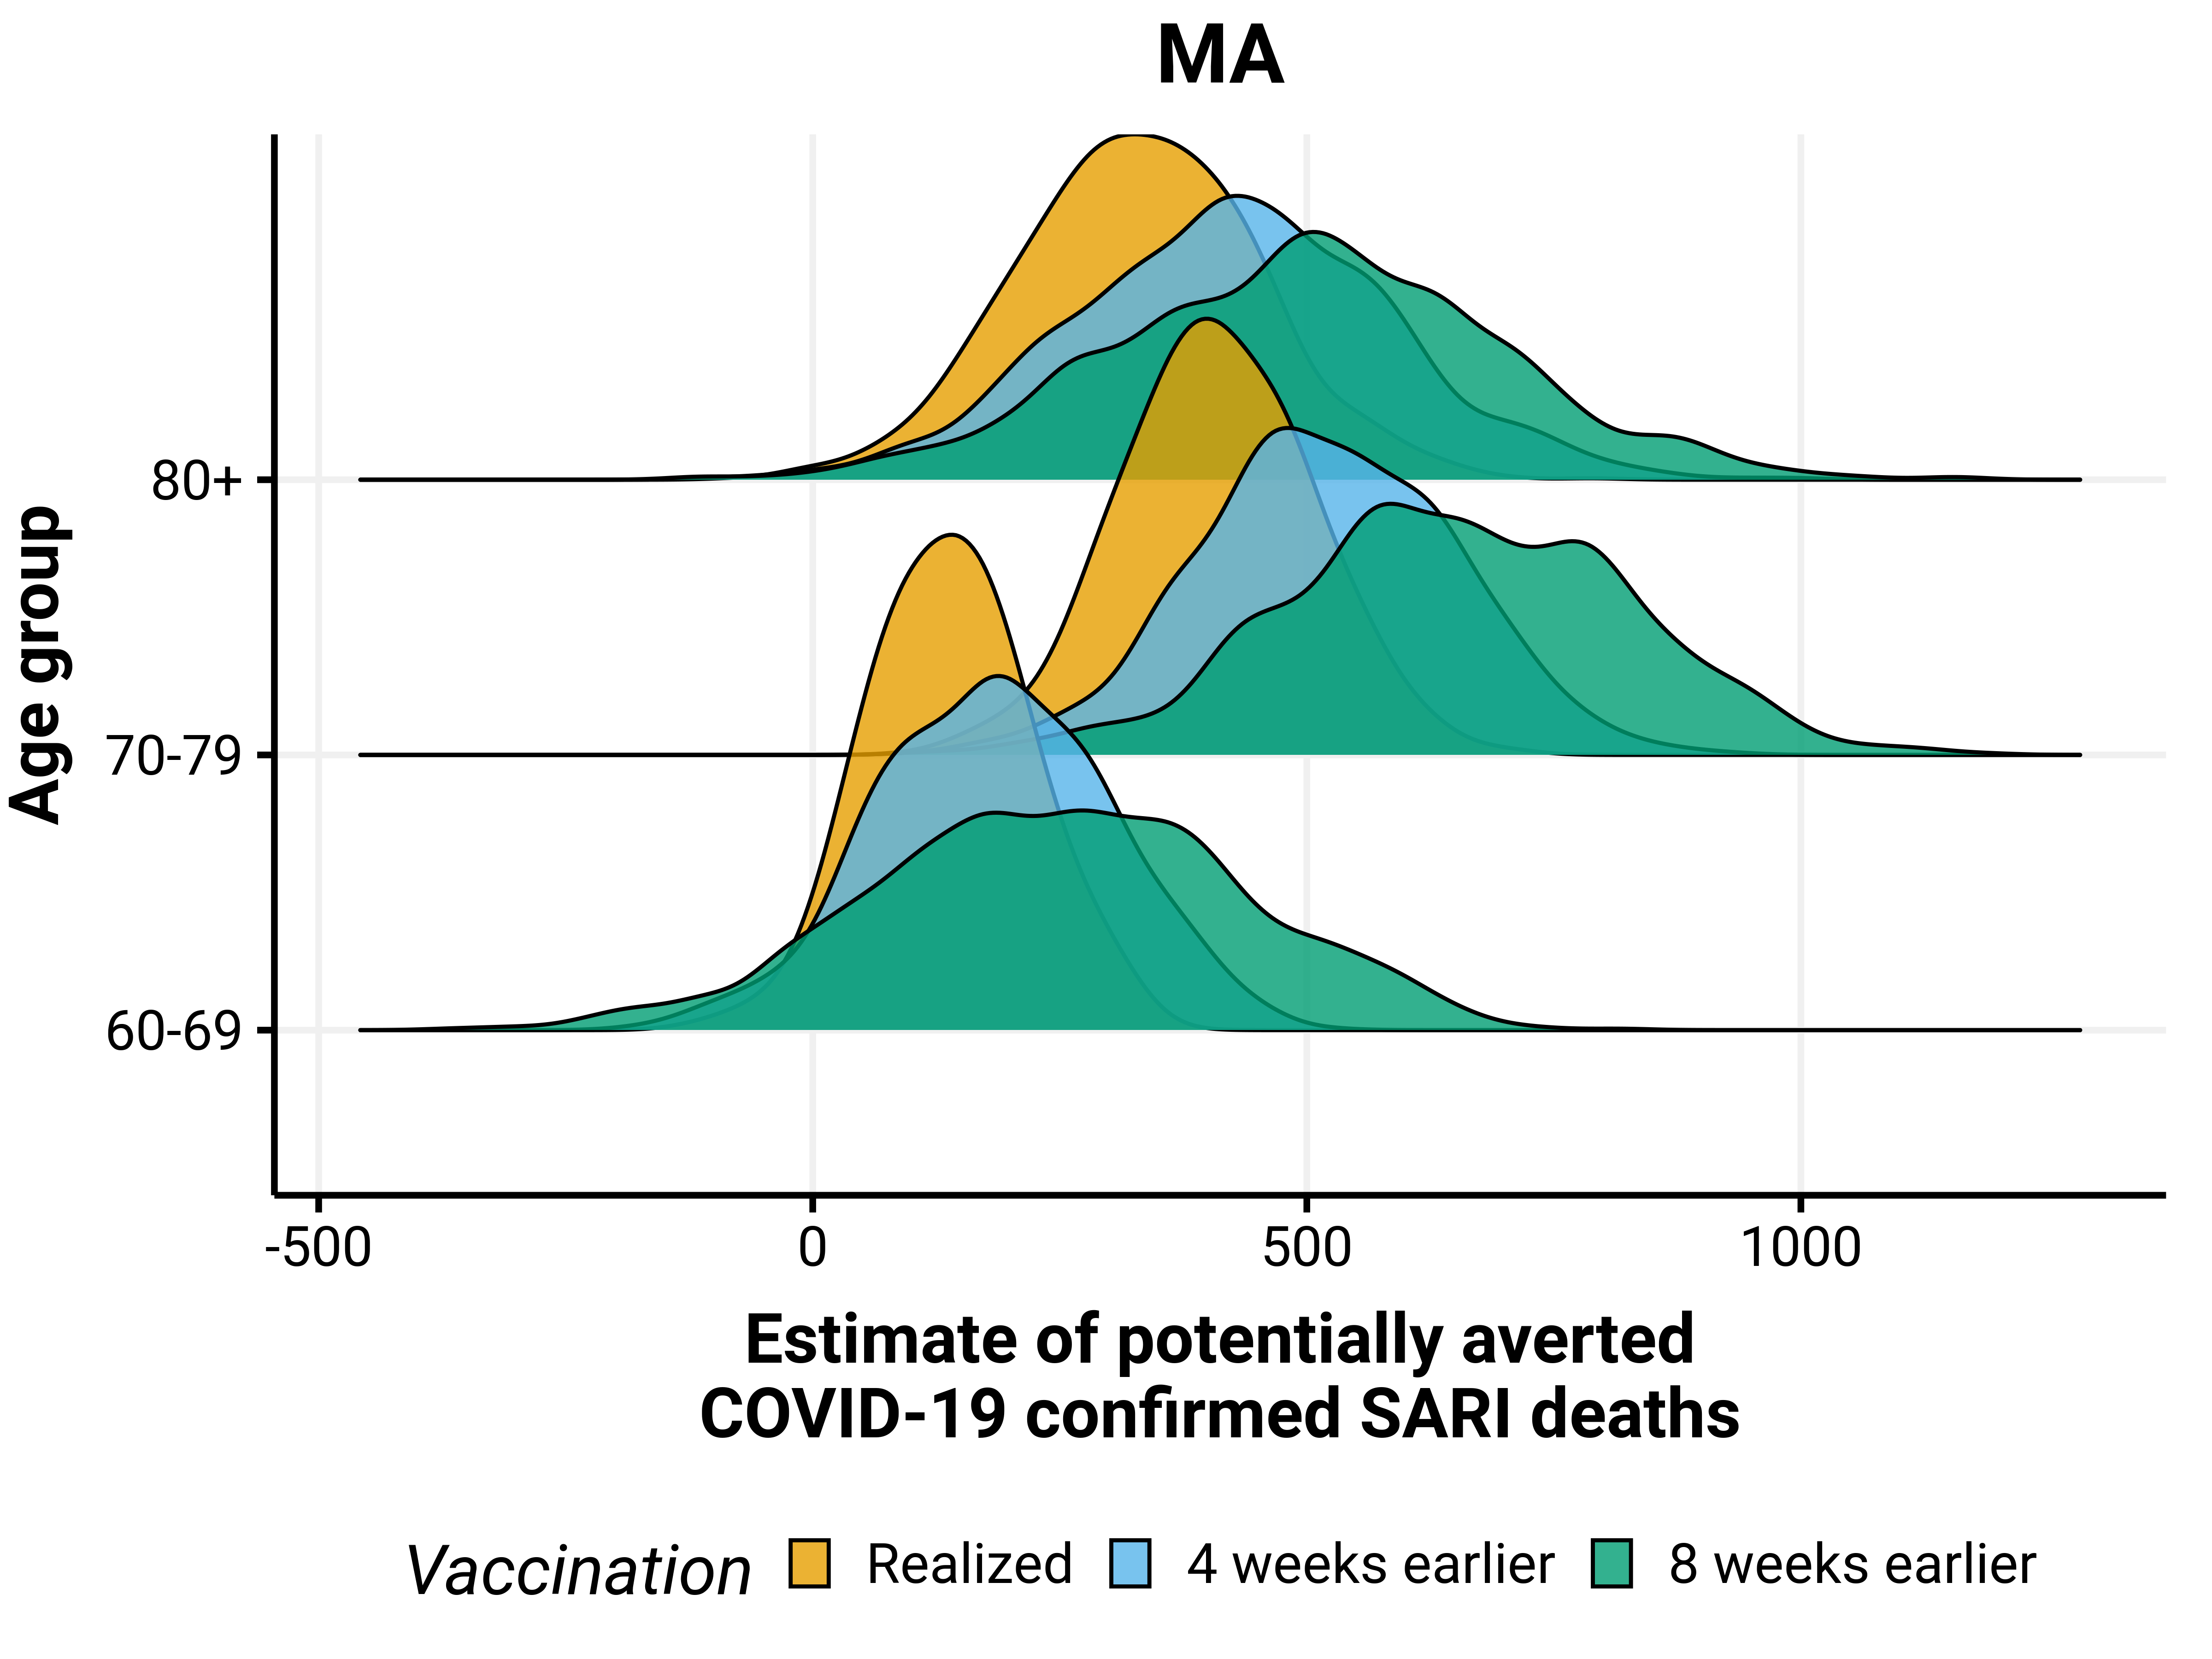 MA
Age group
80+
70-79
60-69
-500 0 500 1000
Estimate of potentially averted
COVID-19 confirmed SARI deaths
Vaccination Realized 4 weeks earlier 8 weeks earlier